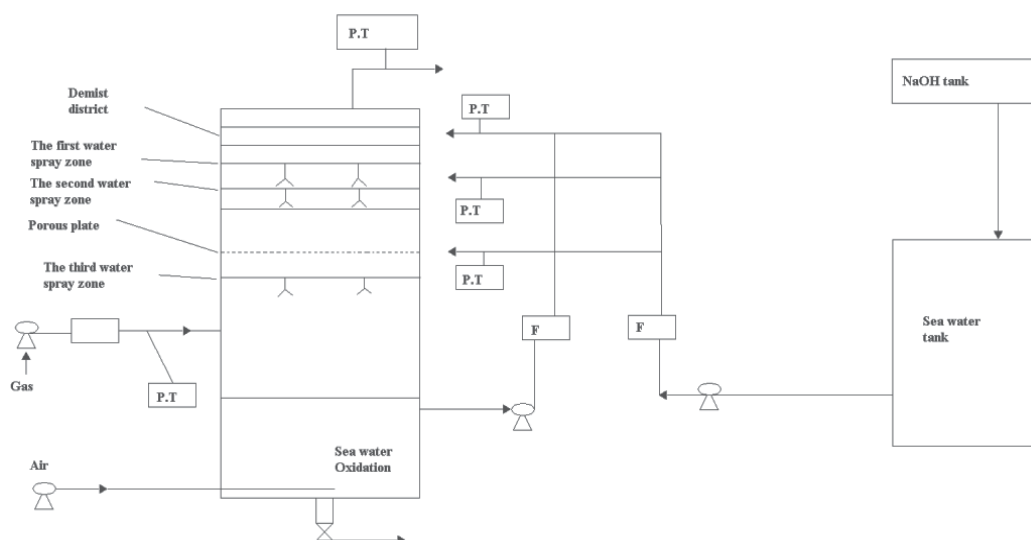 P.T
NaOH tank
Demist
district
P.T
The first water
spray zone
The second water
spray zone
P.T
Porous plate
The third water
spray zone
P.T
F
F
Sea water
tank
Gas
P.T
Sea water
Oxidation
Air